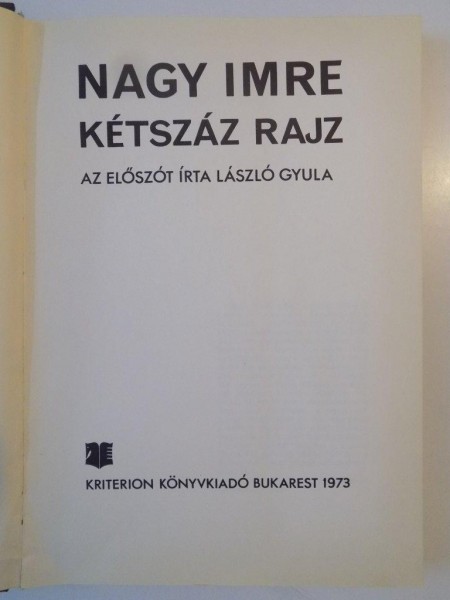 NAGY IMRE
KÉTSZÁZ RAJZ
AZ ELŐSZÓT ÍRTA LÁSZLÓ GYULA
KRITERION KÖNYVKIADÓ BUKAREST 1973